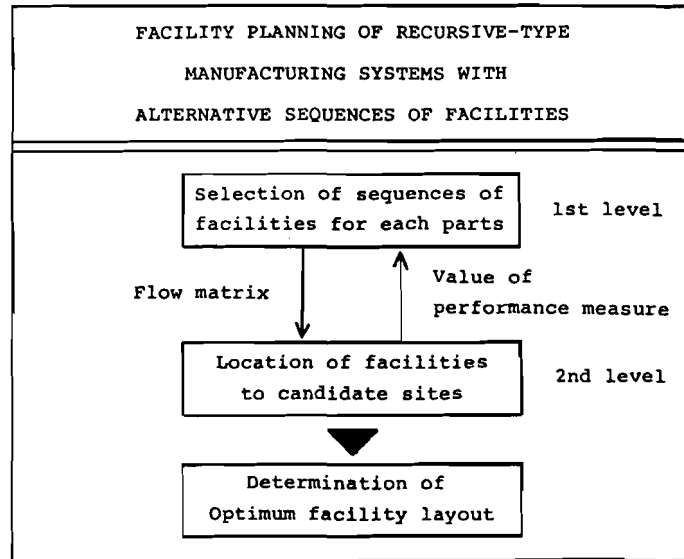 FACILITY PLANNING OF RECURSIVE-TYPE
MANUFACTURING SYSTEMS WITH
ALTERNATIVE SEQUENCES OF FACILITIES
Selection of sequences of
facilities for each parts
1st level
Flow matrix
Value of
performance measure
Location of facilities
to candidate sites
2nd level
Determination of
Optimum facility layout